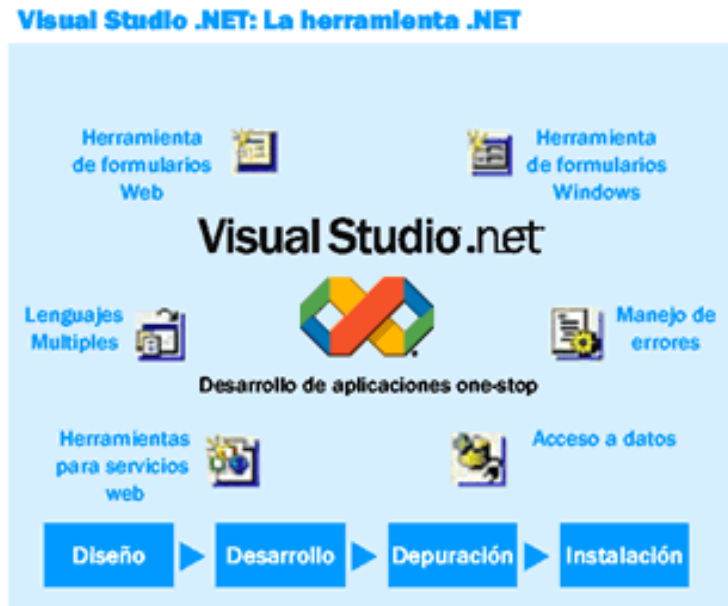 Visual Studio .NET: La herramienta .NET
Herramienta
de formularios
Web
Herramienta
de formularios
Windows
Visual Studio.net
Lenguajes
Multiples
Manejo de
errores
Desarrollo de aplicaciones one-stop
Herramientas
para servicios
web
Acceso a datos
Diseño
Desarrollo
Depuración
Instalación